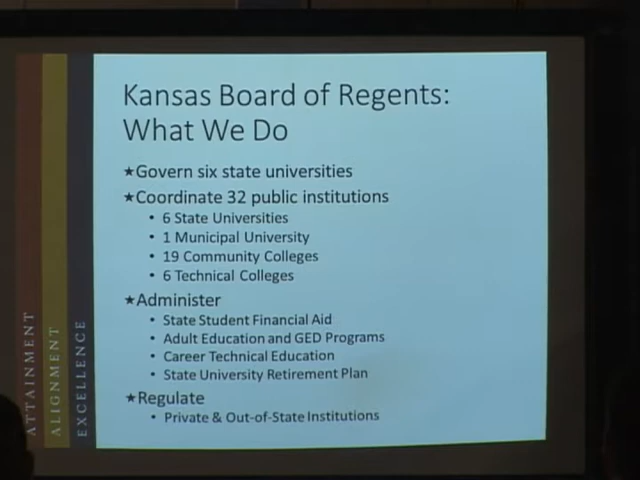 Kansas Board of Regents:
What We Do
★Govern six state universities
★Coordinate 32 public institutions
• 6 State Universities
• 1 Municipal University
• 19 Community Colleges
• 6 Technical Colleges
★Administer
• State Student Financial Aid
• Adult Education and GED Programs
• Career Technical Education
• State University Retirement Plan
★Regulate
• Private & Out-of-State Institutions
ATTAINMENT
ALIGNMENT
EXCELLENCE